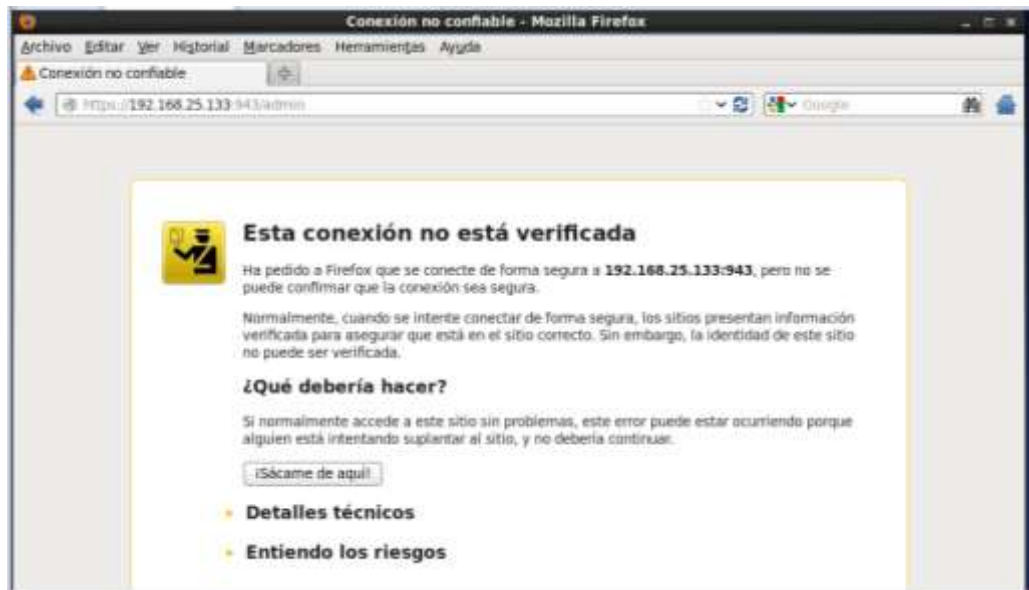 Conexión no confiable - Mozilla Firefox
Archivo Editar Ver Historial Marcadores Herramientas Ayuda
Conexión no confiable
https://192.168.25.133:943/admin
Google
Esta conexión no está verificada
Ha pedido a Firefox que se conecte de forma segura a 192.168.25.133:943, pero no se
puede confirmar que la conexión sea segura.
Normalmente, cuando se intente conectar de forma segura, los sitios presentan información
verificada para asegurar que está en el sitio correcto. Sin embargo, la identidad de este sitio
no puede ser verificada.
¿Qué debería hacer?
Si normalmente accede a este sitio sin problemas, este error puede estar ocurriendo porque
alguien está intentando suplantar al sitio, y no debería continuar.
¡Sácame de aquí!
Detalles técnicos
Entiendo los riesgos